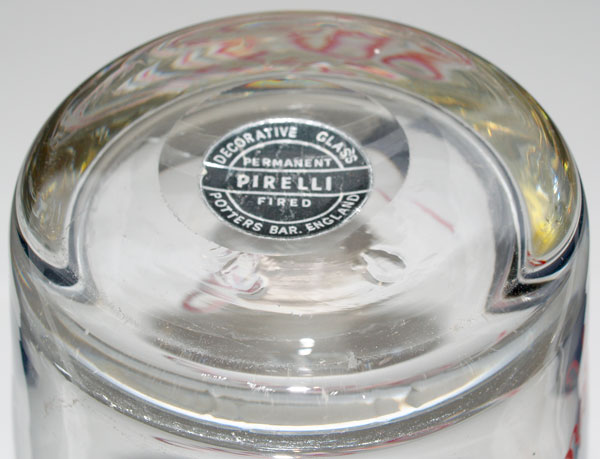 DECORATIVE GLASS
PERMANENT
PIRELLI
FIRED
POTTERS BAR. ENGLAND